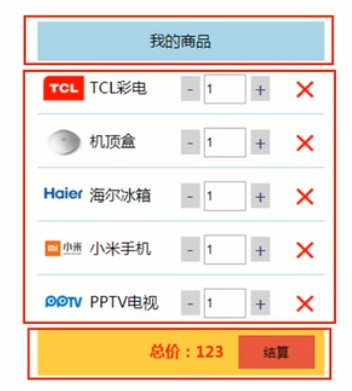 我的商品
TCL TCL彩电 - 1 +
机顶盒 - 1 +
Haier 海尔冰箱 - 1 +
小米 小米手机 - 1 +
PPTV PPTV电视 - 1 +
总价：123 结算